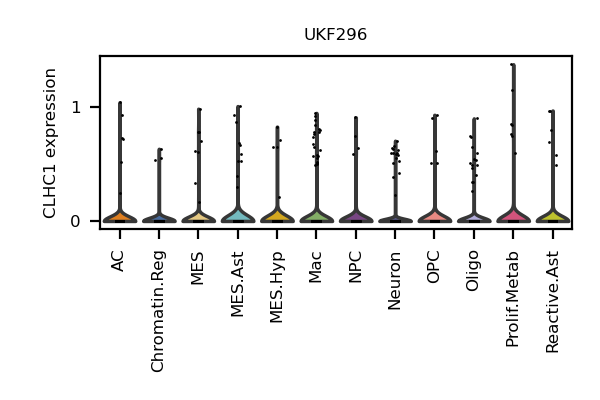 UKF296
CLHC1 expression
1
0
AC
Chromatin.Reg
MES
MES.Ast
MES.Hyp
Mac
NPC
Neuron
OPC
Oligo
Prolif.Metab
Reactive.Ast